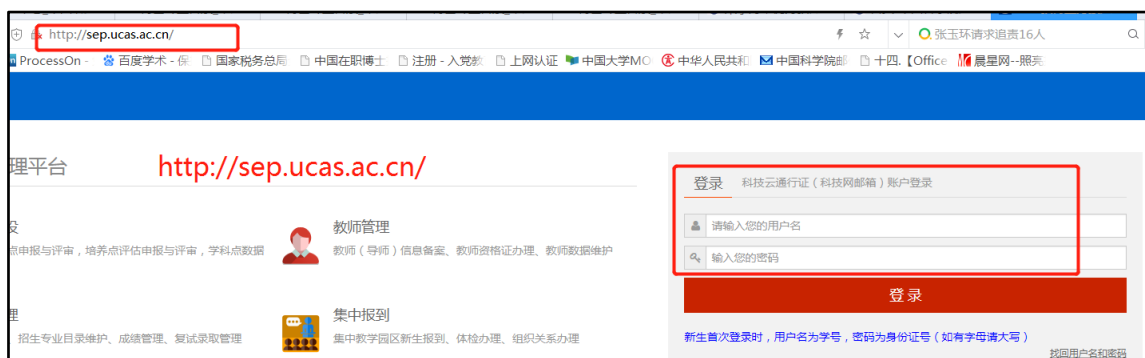 http://sep.ucas.ac.cn/
张玉环请求追责16人
ProcessOn - 百度学术 - 保 国家税务总局 中国在职博士 注册 - 入党教 上网认证 中国大学MO 中华人民共和 中国科学院邮 十四.【Office 晨星网--照亮
理平台
http://sep.ucas.ac.cn/
登录 科技云通行证（科技网邮箱）账户登录
教师管理
点申报与评审，培养点评估申报与评审，学科点数据
教师（导师）信息备案、教师资格证办理、教师数据维护
请输入您的用户名
输入您的密码
登录
理
集中报到
招生专业目录维护、成绩管理、复试录取管理
集中教学园区新生报到、体检办理、组织关系办理
新生首次登录时，用户名为学号，密码为身份证号（如有字母请大写）
找回用户名和密码